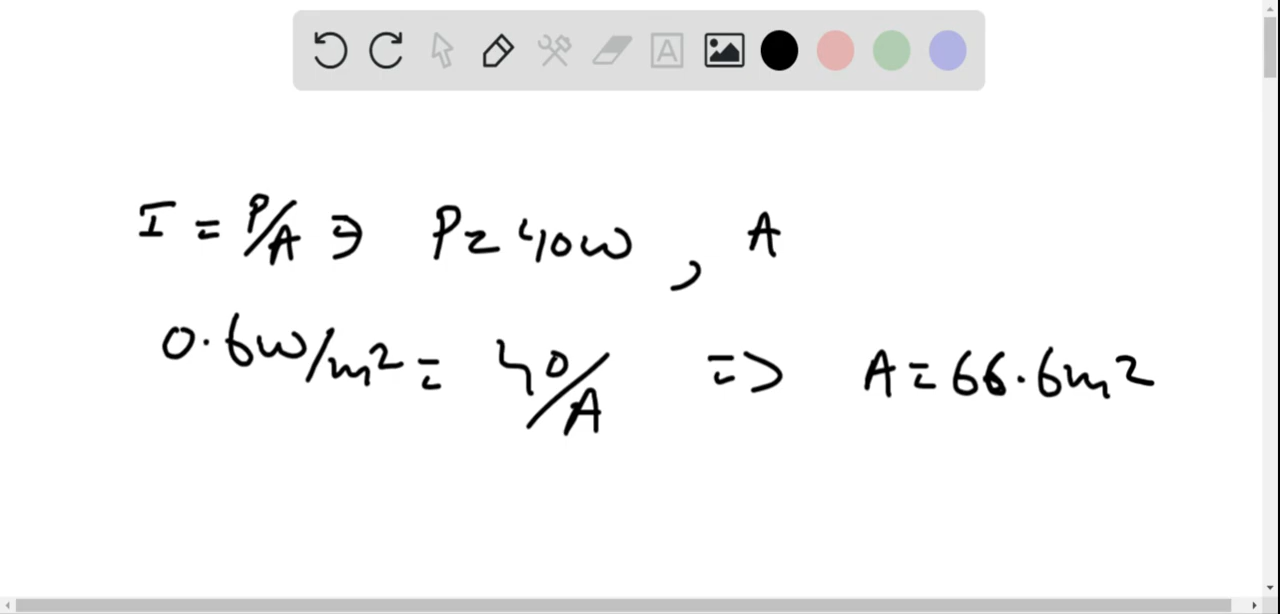 I = P/A ⇒ P = 40W , A
0.6W/m² = 40/A ⇒ A = 66.6m²